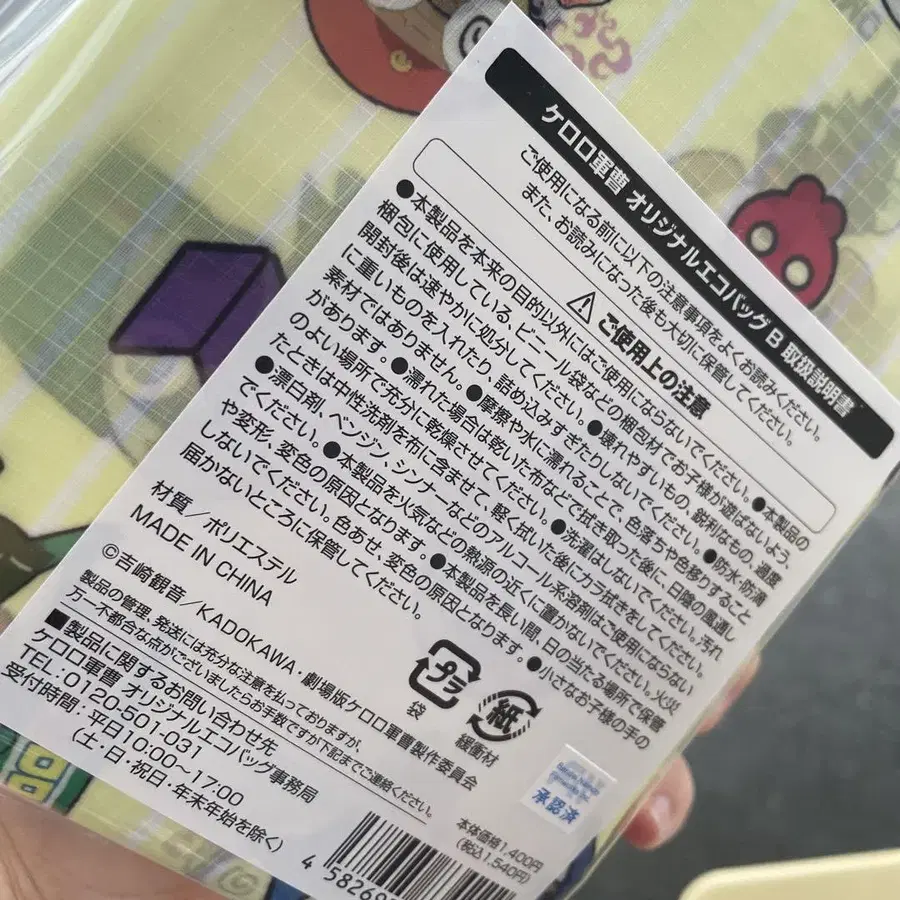 ケロロ軍曹 オリジナルエコバッグB 取扱説明書
ご使用になる前に以下の注意事項をよくお読みください。
また、お読みになった後も大切に保管してください。
ご使用上の注意
●本製品を本来の目的以外にはご使用にならないでください。●本製品の
梱包に使用している、ビニール袋などの梱包材でお子様が遊ばないよう、
開封後は速やかに処分してください。●壊れやすいもの、鋭利なもの、過度
に重いものを入れたり、詰め込みすぎたりしないでください。●防水・防滴
素材ではありません。●摩擦や水に濡れることで、色落ちや色移りすること
があります。●濡れた場合は乾いた布などで拭き取った後に、日陰の風通し
のよい場所で充分に乾燥させてください。●洗濯はしないでください。汚れ
たときは中性洗剤を布に含ませて、軽く拭いた後にカラ拭きをしてください。
●漂白剤、ベンジン、シンナーなどのアルコール系溶剤はご使用にならない
でください。●本製品を火気などの熱源の近くに置かないでください。火災
や変形、変色の原因となります。●本製品を長い間、日の当たる場所で保管
しないでください。色あせ、変色の原因となります。●小さなお子様の手の
届かないところに保管してください。
材質／ポリエステル
MADE IN CHINA
プラ
袋
紙
緩衝材
©吉崎観音／KADOKAWA・劇場版ケロロ軍曹製作委員会
製品の管理、発送には充分な注意を払っておりますが、
万一不都合な点がございましたらお手数ですが下記までご連絡ください。
■製品に関するお問い合わせ先
ケロロ軍曹 オリジナルエコバッグ事務局
TEL.:0120-501-031
受付時間：平日10:00〜17:00
(土・日・祝日・年末年始を除く)
承認済
本体価格1,400円
(税込1,540円)
4 58269